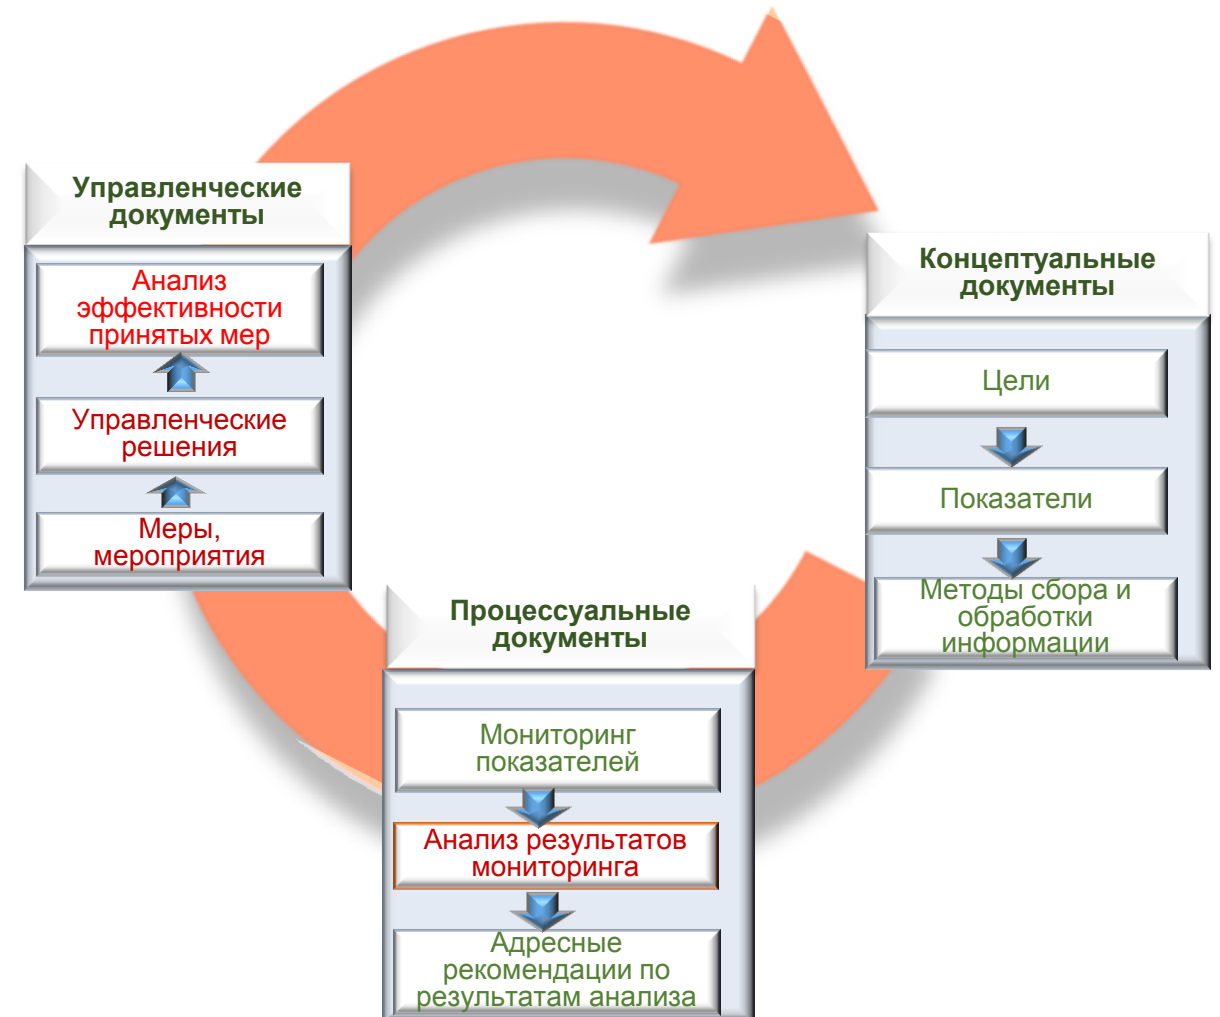 Управленческие
документы
Анализ
эффективности
принятых мер
Управленческие
решения
Меры,
мероприятия
Концептуальные
документы
Цели
Показатели
Методы сбора и
обработки
информации
Процессуальные
документы
Мониторинг
показателей
Анализ результатов
мониторинга
Адресные
рекомендации по
результатам анализа